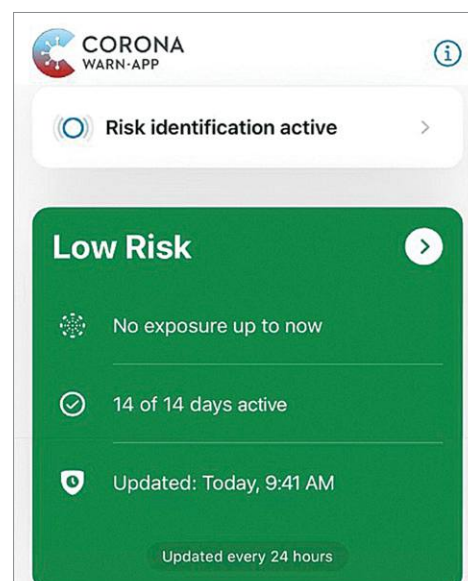 CORONA
WARN-APP
Risk identification active
Low Risk
No exposure up to now
14 of 14 days active
Updated: Today, 9:41 AM
Updated every 24 hours